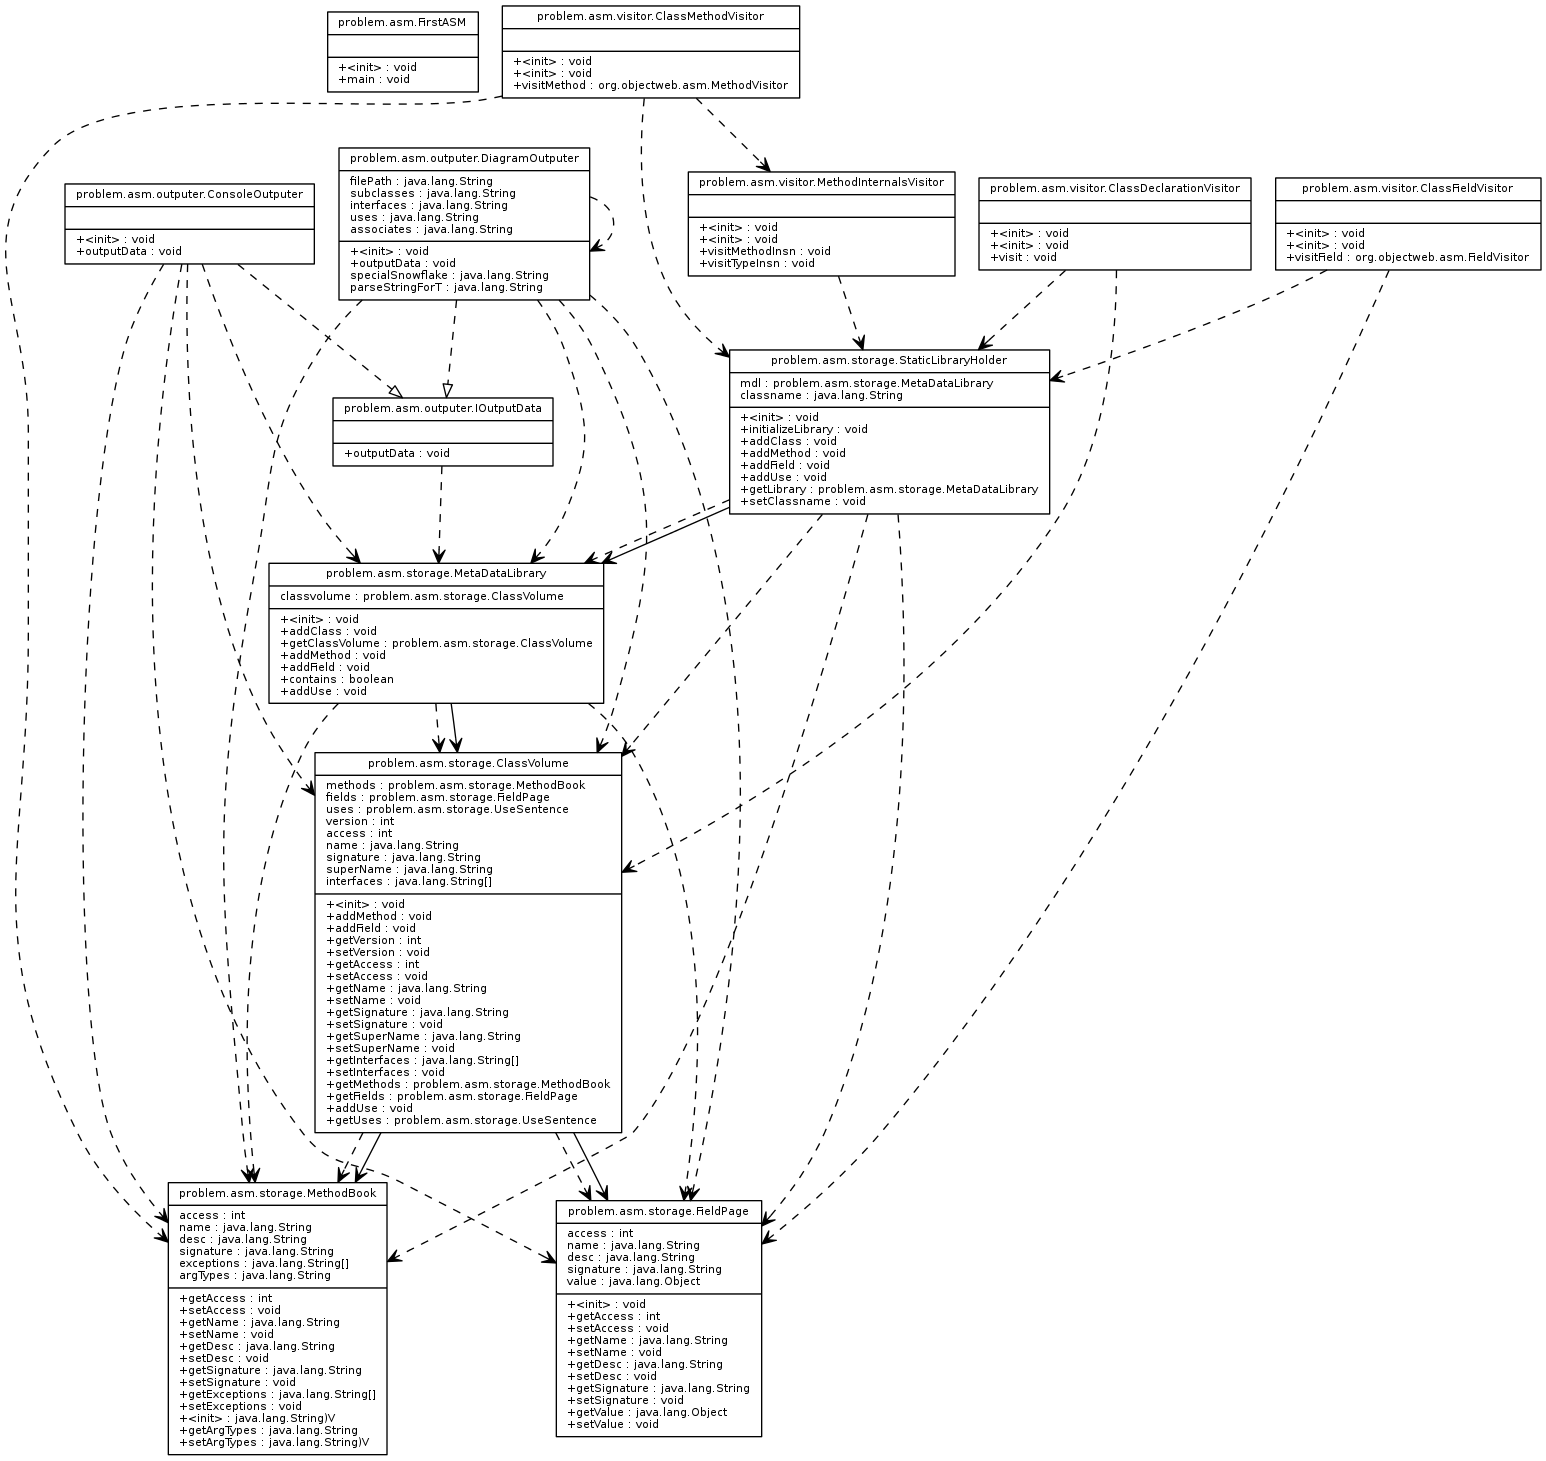 problem.asm.FirstASM
+<init> : void
+main : void
problem.asm.visitor.ClassMethodVisitor
+<init> : void
+<init> : void
+visitMethod : org.objectweb.asm.MethodVisitor
problem.asm.outputer.ConsoleOutputer
+<init> : void
+outputData : void
problem.asm.outputer.DiagramOutputer
filePath : java.lang.String
subclasses : java.lang.String
interfaces : java.lang.String
uses : java.lang.String
associates : java.lang.String
+<init> : void
+outputData : void
specialSnowflake : java.lang.String
parseStringForT : java.lang.String
problem.asm.visitor.MethodInternalsVisitor
+<init> : void
+<init> : void
+visitMethodInsn : void
+visitTypeInsn : void
problem.asm.visitor.ClassDeclarationVisitor
+<init> : void
+<init> : void
+visit : void
problem.asm.visitor.ClassFieldVisitor
+<init> : void
+<init> : void
+visitField : org.objectweb.asm.FieldVisitor
problem.asm.outputer.IOutputData
+outputData : void
problem.asm.storage.StaticLibraryHolder
mdl : problem.asm.storage.MetaDataLibrary
classname : java.lang.String
+<init> : void
+initializeLibrary : void
+addClass : void
+addMethod : void
+addField : void
+addUse : void
+getLibrary : problem.asm.storage.MetaDataLibrary
+setClassname : void
problem.asm.storage.MetaDataLibrary
classvolume : problem.asm.storage.ClassVolume
+<init> : void
+addClass : void
+getClassVolume : problem.asm.storage.ClassVolume
+addMethod : void
+addField : void
+contains : boolean
+addUse : void
problem.asm.storage.ClassVolume
methods : problem.asm.storage.MethodBook
fields : problem.asm.storage.FieldPage
uses : problem.asm.storage.UseSentence
version : int
access : int
name : java.lang.String
signature : java.lang.String
superName : java.lang.String
interfaces : java.lang.String[]
+<init> : void
+addMethod : void
+addField : void
+getVersion : int
+setVersion : void
+getAccess : int
+setAccess : void
+getName : java.lang.String
+setName : void
+getSignature : java.lang.String
+setSignature : void
+getSuperName : java.lang.String
+setSuperName : void
+getInterfaces : java.lang.String[]
+setInterfaces : void
+getMethods : problem.asm.storage.MethodBook
+getFields : problem.asm.storage.FieldPage
+addUse : void
+getUses : problem.asm.storage.UseSentence
problem.asm.storage.MethodBook
access : int
name : java.lang.String
desc : java.lang.String
signature : java.lang.String
exceptions : java.lang.String[]
argTypes : java.lang.String
+getAccess : int
+setAccess : void
+getName : java.lang.String
+setName : void
+getDesc : java.lang.String
+setDesc : void
+getSignature : java.lang.String
+setSignature : void
+getExceptions : java.lang.String[]
+setExceptions : void
+<init> : java.lang.String)V
+getArgTypes : java.lang.String
+setArgTypes : java.lang.String)V
problem.asm.storage.FieldPage
access : int
name : java.lang.String
desc : java.lang.String
signature : java.lang.String
value : java.lang.Object
+<init> : void
+getAccess : int
+setAccess : void
+getName : java.lang.String
+setName : void
+getDesc : java.lang.String
+setDesc : void
+getSignature : java.lang.String
+setSignature : void
+getValue : java.lang.Object
+setValue : void